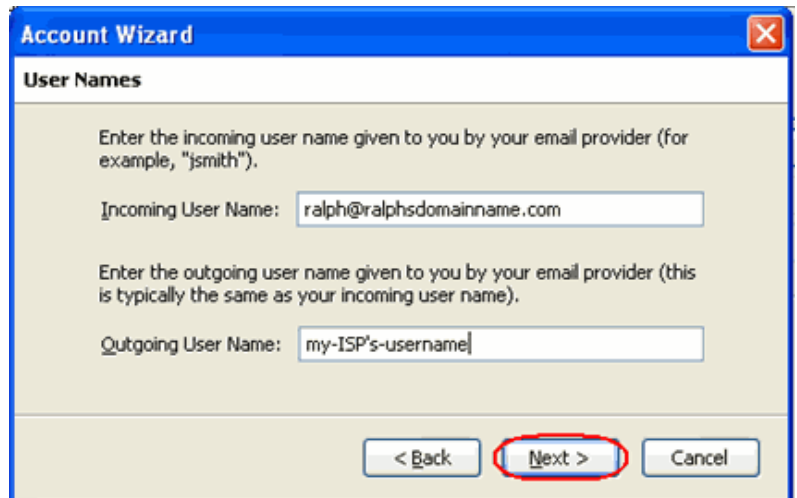 Account Wizard
User Names
Enter the incoming user name given to you by your email provider (for
example, "jsmith").
Incoming User Name: ralph@ralphsdomainname.com
Enter the outgoing user name given to you by your email provider (this
is typically the same as your incoming user name).
Outgoing User Name: my-ISP's-username
< Back Next > Cancel